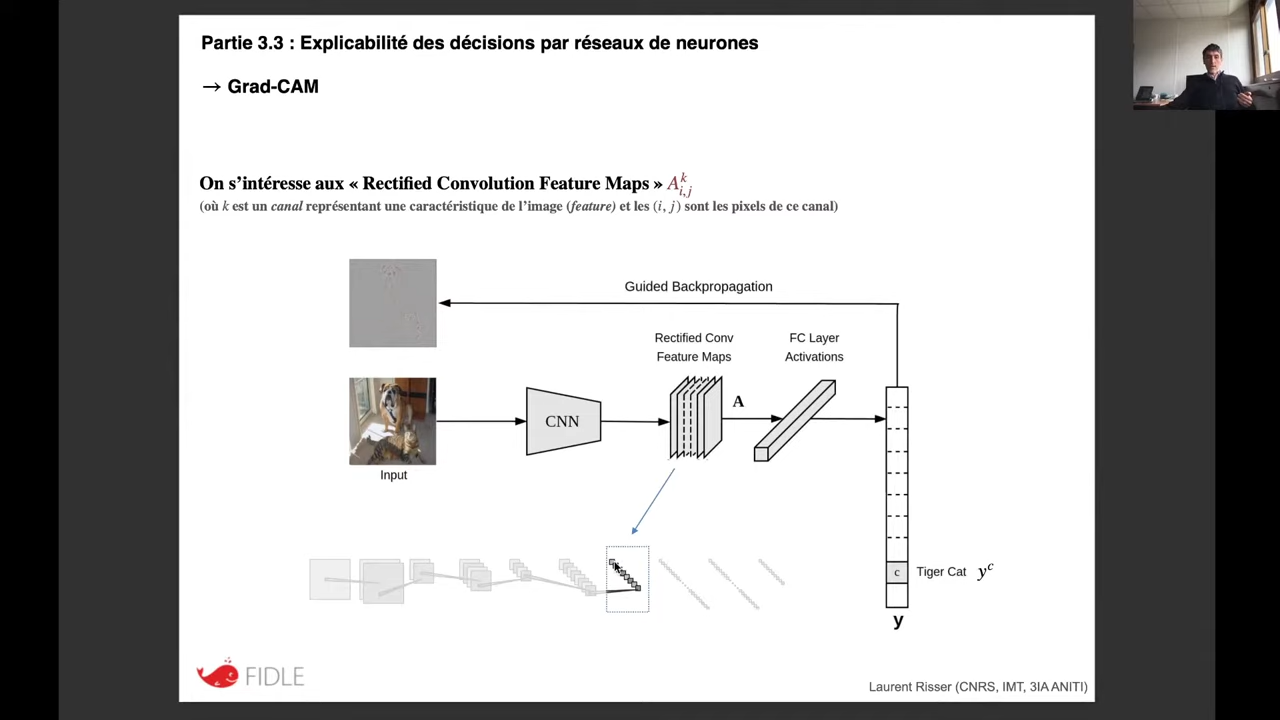 Partie 3.3 : Explicabilité des décisions par réseaux de neurones
→ Grad-CAM
On s'intéresse aux « Rectified Convolution Feature Maps » A^k_{i,j}
(où k est un canal représentant une caractéristique de l'image (feature) et les (i, j) sont les pixels de ce canal)
Guided Backpropagation
Rectified Conv
Feature Maps
FC Layer
Activations
A
CNN
Input
c
Tiger Cat y^c
y
FIDLE
Laurent Risser (CNRS, IMT, 3IA ANITI)